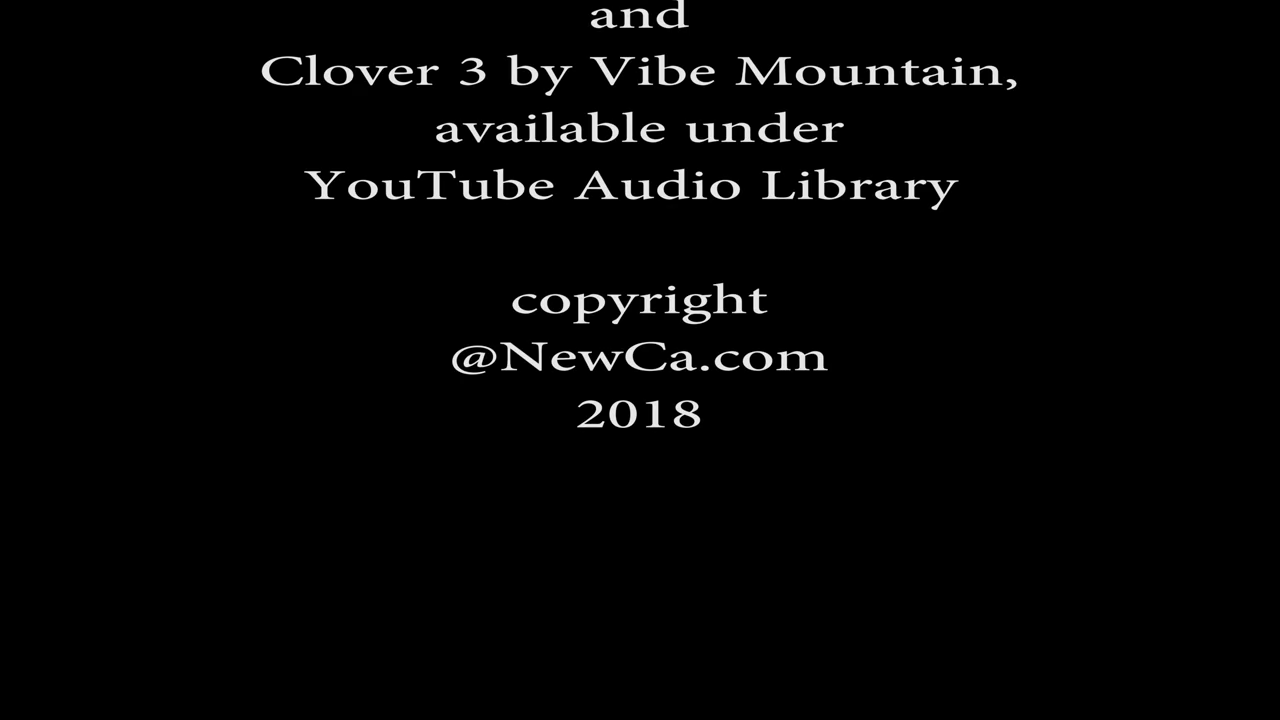 and
Clover 3 by Vibe Mountain,
available under
YouTube Audio Library
copyright
@NewCa.com
2018